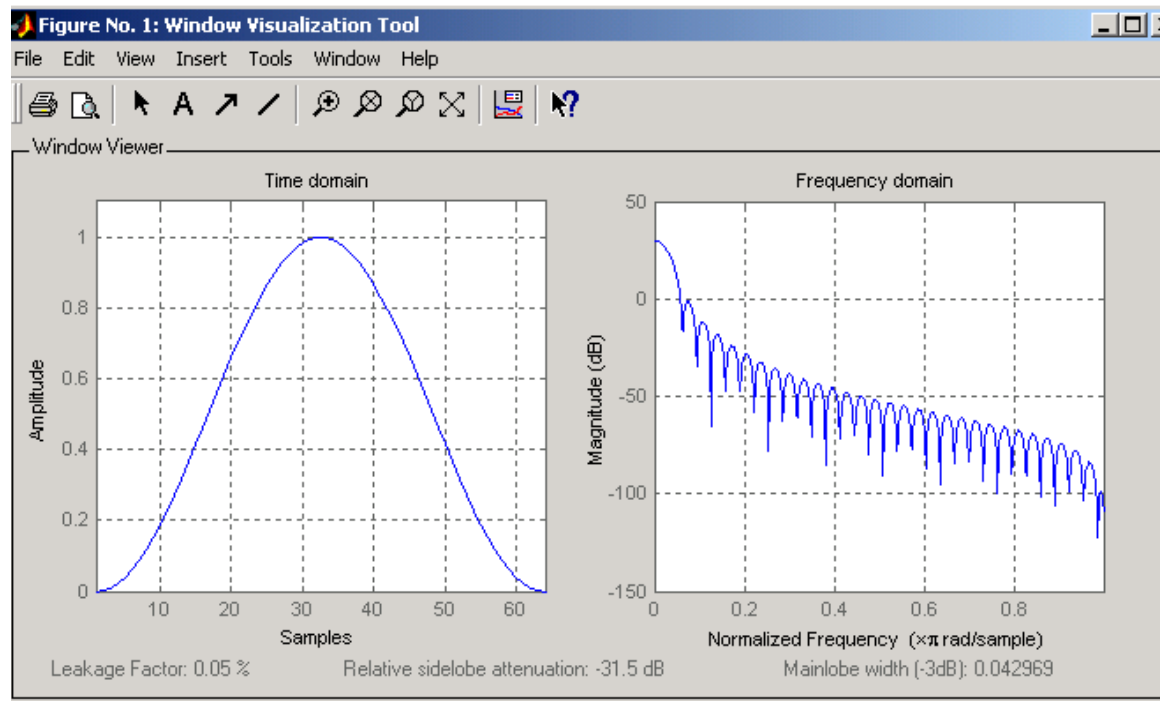 Figure No. 1: Window Visualization Tool
File Edit View Insert Tools Window Help
A
Window Viewer
Time domain
Amplitude
1
0.8
0.6
0.4
0.2
0
10 20 30 40 50 60
Samples
Frequency domain
Magnitude (dB)
50
0
-50
-100
-150
0 0.2 0.4 0.6 0.8
Normalized Frequency (×π rad/sample)
Leakage Factor: 0.05 % Relative sidelobe attenuation: -31.5 dB Mainlobe width (-3dB): 0.042969